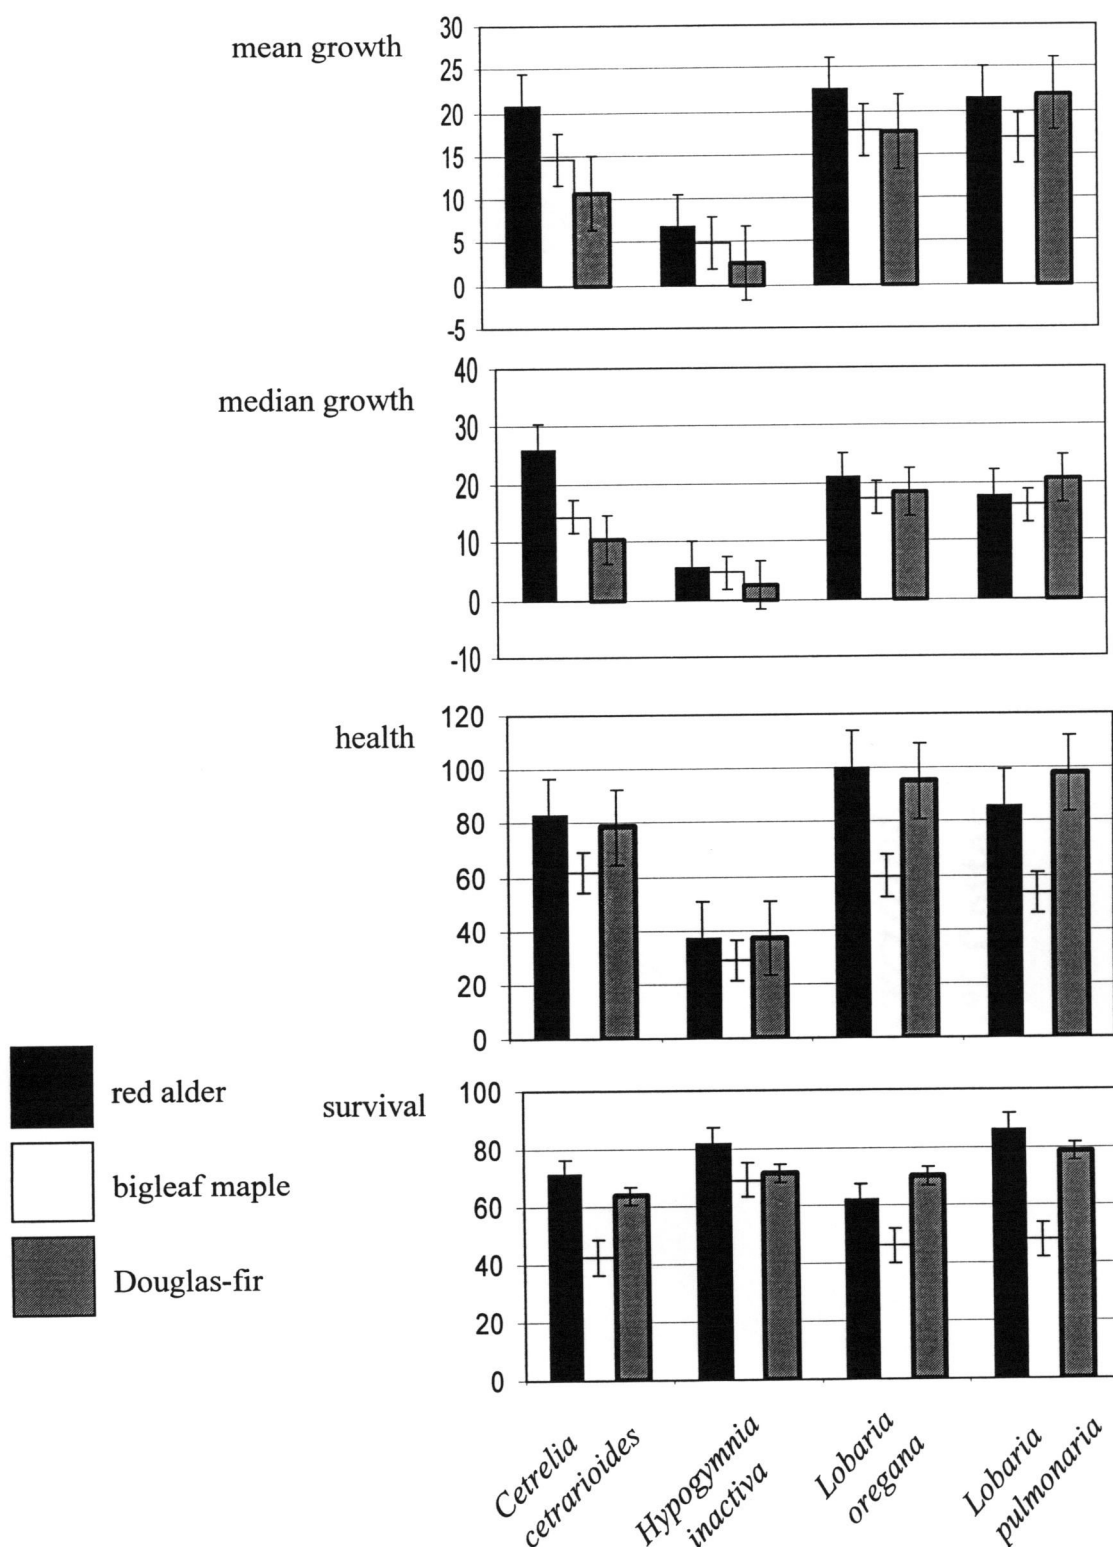 mean growth
30
25
20
15
10
5
0
-5
median growth
40
30
20
10
0
-10
health
120
100
80
60
40
20
0
survival
100
80
60
40
20
0
red alder
bigleaf maple
Douglas-fir
Cetrelia
cetrarioides
Hypogymnia
inactiva
Lobaria
oregana
Lobaria
pulmonaria